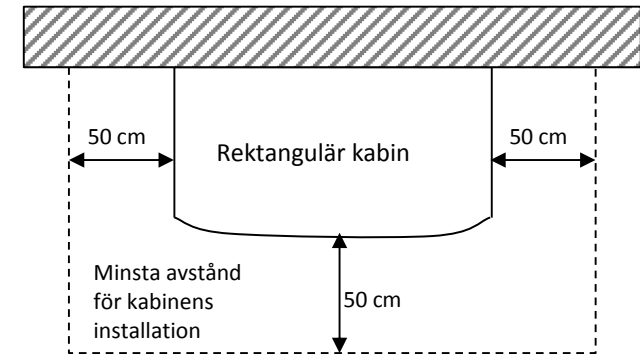 50 cm
50 cm
Rektangulär kabin
Minsta avstånd
för kabinens
installation
50 cm